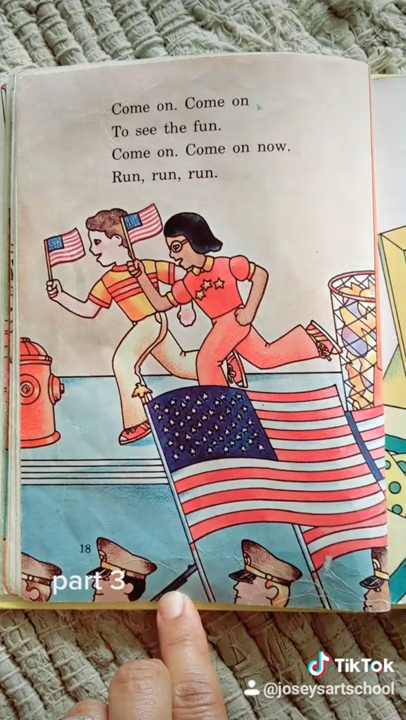 Come on. Come on
To see the fun.
Come on. Come on now.
Run, run, run.
18
part 3
TikTok
@joseysartschool